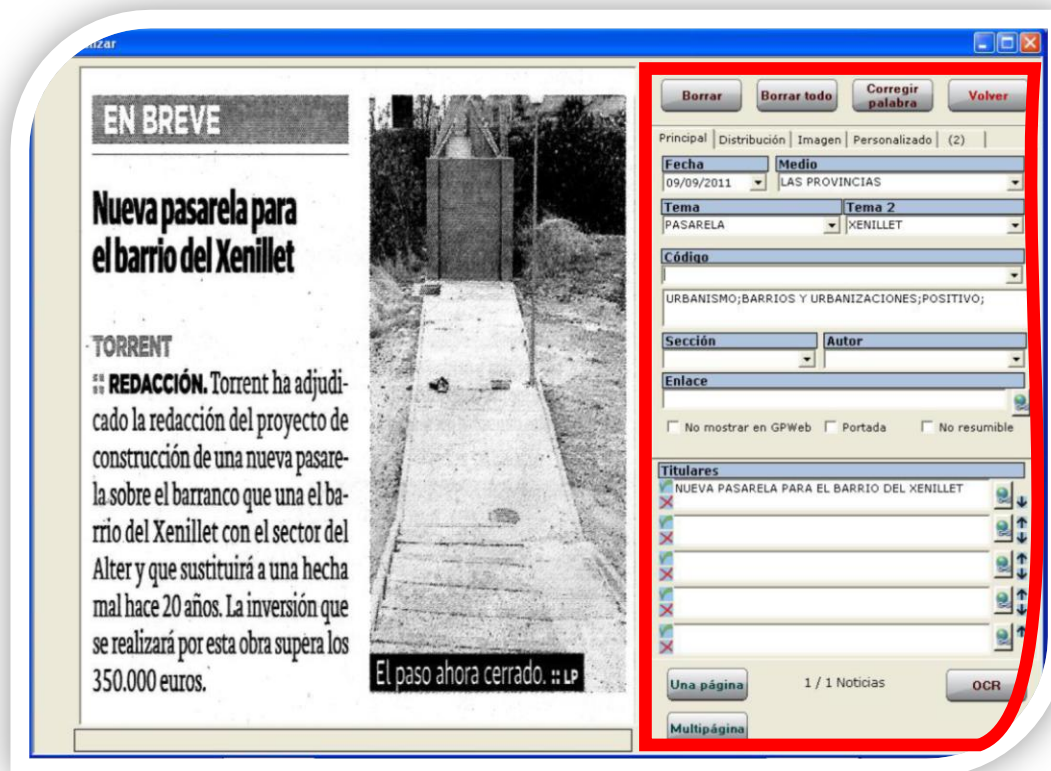 EN BREVE
Nueva pasarela para
el barrio del Xenillet
TORRENT
:: REDACCIÓN. Torrent ha adjudi-
cado la redacción del proyecto de
construcción de una nueva pasare-
la sobre el barranco que una el ba-
rrio del Xenillet con el sector del
Alter y que sustituirá a una hecha
mal hace 20 años. La inversión que
se realizará por esta obra supera los
350.000 euros.
El paso ahora cerrado. :: LP
Borrar Borrar todo Corregir palabra Volver
Principal Distribución Imagen Personalizado (2)
Fecha Medio
09/09/2011 LAS PROVINCIAS
Tema Tema 2
PASARELA XENILLET
Código
URBANISMO;BARRIOS Y URBANIZACIONES;POSITIVO;
Sección Autor
Enlace
No mostrar en GPWeb Portada No resumible
Titulares
NUEVA PASARELA PARA EL BARRIO DEL XENILLET
Una página 1 / 1 Noticias OCR
Multipágina